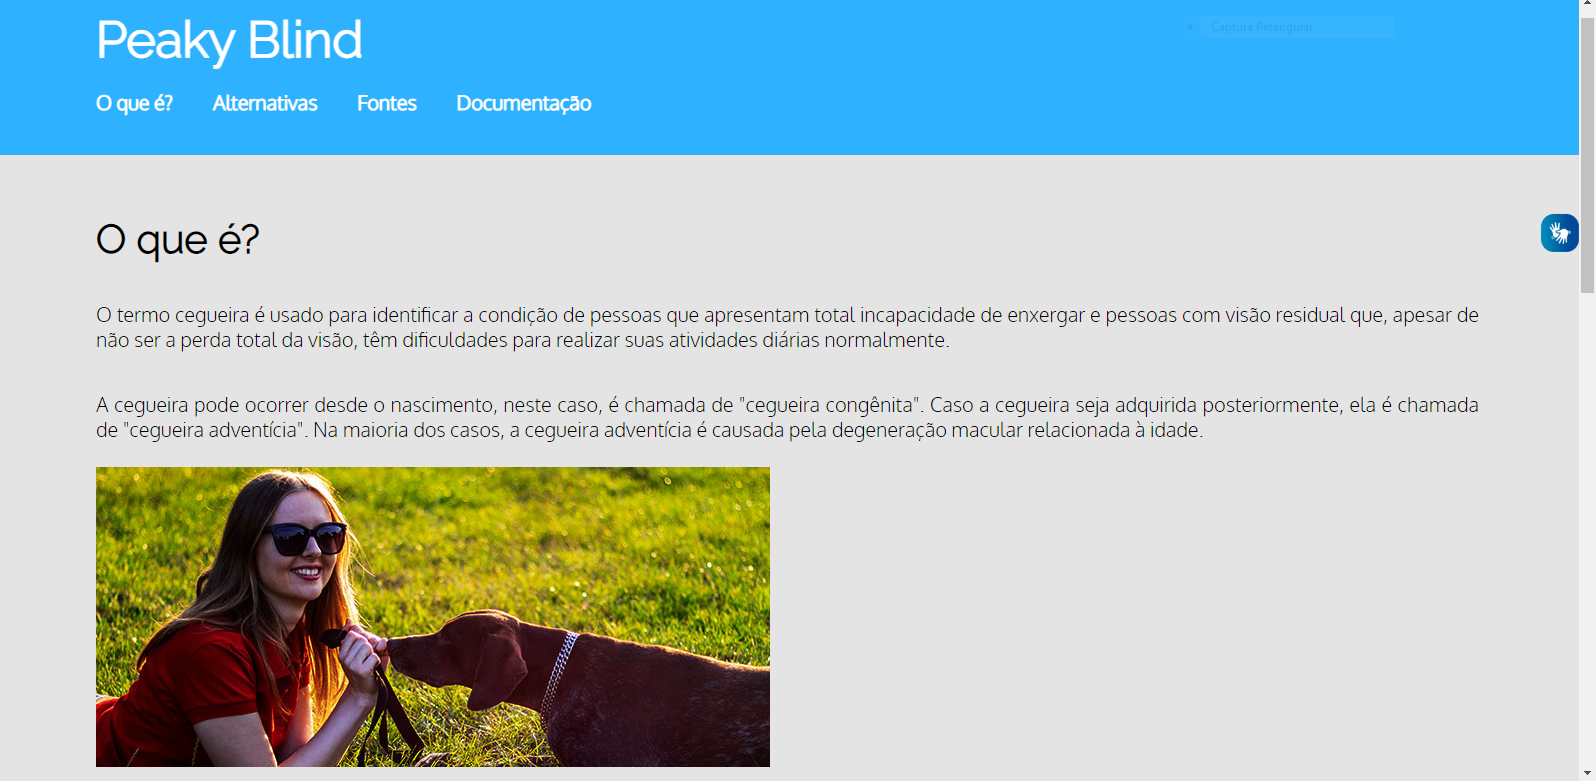 Peaky Blind
Captura Retangular
O que é? Alternativas Fontes Documentação
O que é?
O termo cegueira é usado para identificar a condição de pessoas que apresentam total incapacidade de enxergar e pessoas com visão residual que, apesar de
não ser a perda total da visão, têm dificuldades para realizar suas atividades diárias normalmente.
A cegueira pode ocorrer desde o nascimento, neste caso, é chamada de "cegueira congênita". Caso a cegueira seja adquirida posteriormente, ela é chamada
de "cegueira adventícia". Na maioria dos casos, a cegueira adventícia é causada pela degeneração macular relacionada à idade.